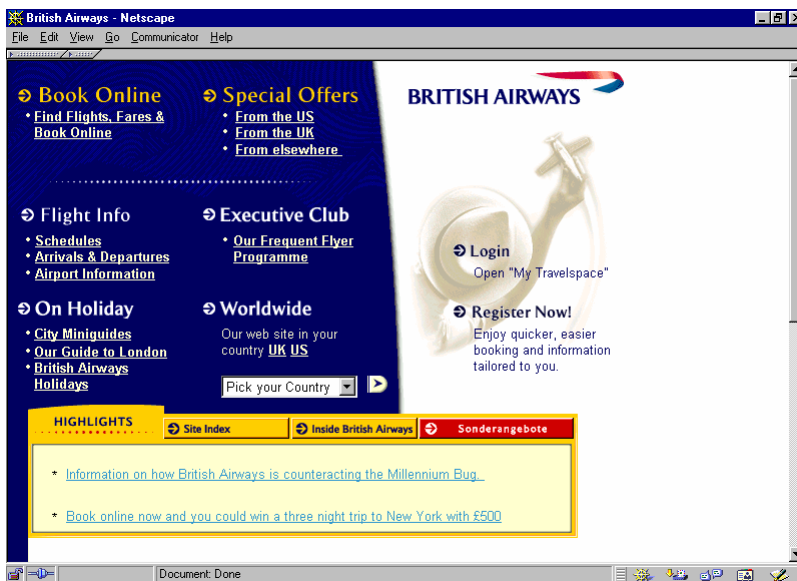 British Airways - Netscape
File Edit View Go Communicator Help
Book Online
• Find Flights, Fares &
Book Online
Special Offers
• From the US
• From the UK
• From elsewhere
BRITISH AIRWAYS
Flight Info
• Schedules
• Arrivals & Departures
• Airport Information
Executive Club
• Our Frequent Flyer
Programme
Login
Open "My Travelspace"
On Holiday
• City Miniguides
• Our Guide to London
• British Airways
Holidays
Worldwide
Our web site in your
country UK US
Pick your Country
Register Now!
Enjoy quicker, easier
booking and information
tailored to you.
HIGHLIGHTS
Site Index
Inside British Airways
Sonderangebote
* Information on how British Airways is counteracting the Millennium Bug.
* Book online now and you could win a three night trip to New York with £500
Document: Done